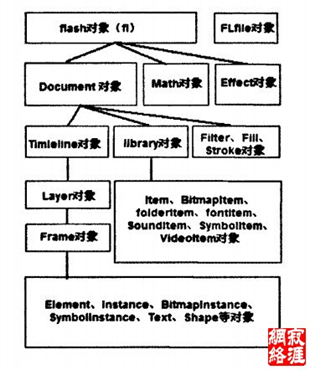 flash对象（fl）
FLfile对象
Document 对象
Math对象
Effect对象
Timleline对象
library对象
Filter、Fill、
Stroke对象
Layer对象
Item、BitmapItem、
folderItem、fontItem、
SoundItem、SymbolItem、
VideoItem对象
Frame对象
Element、Instance、BitmapInstance、
SymbolInstance、Text、Shape等对象
寂涯
網絡